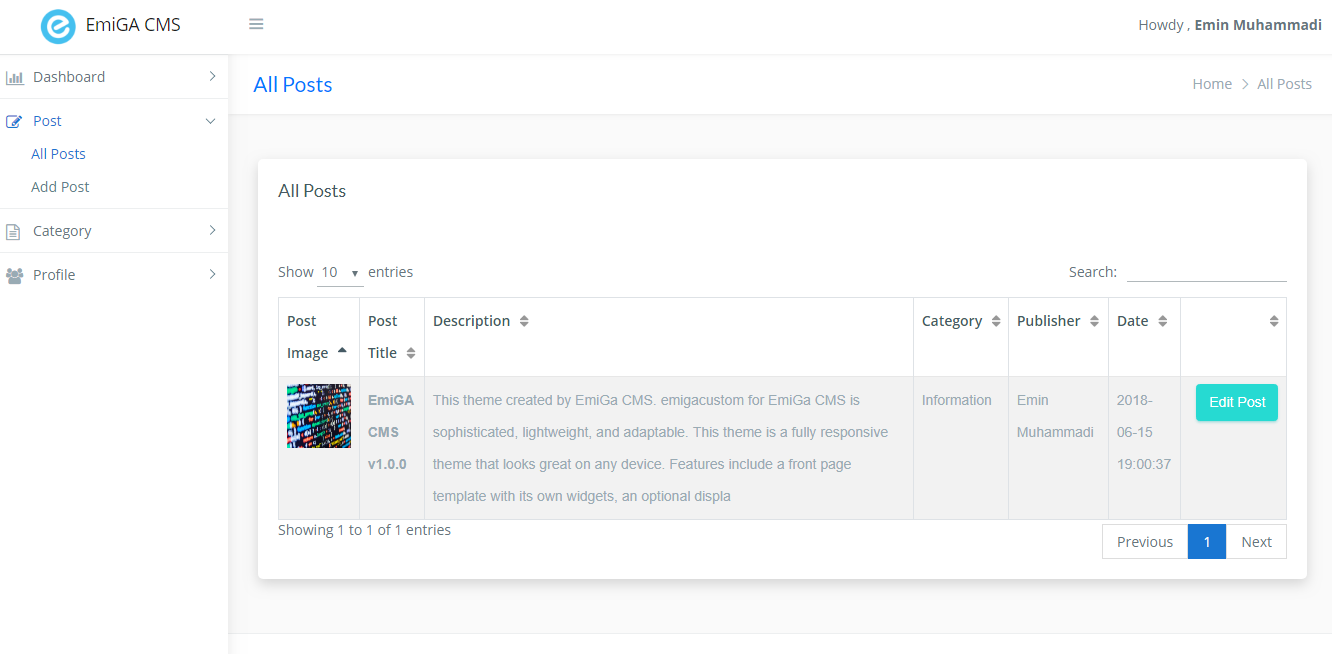 EmiGA CMS
Howdy , Emin Muhammadi
Dashboard
Post
All Posts
Add Post
Category
Profile
All Posts
Home > All Posts
All Posts
Show 10 entries
Search:
Post Image
Post Title
Description
Category
Publisher
Date
EmiGA
CMS
v1.0.0
This theme created by EmiGa CMS. emigacustom for EmiGa CMS is
sophisticated, lightweight, and adaptable. This theme is a fully responsive
theme that looks great on any device. Features include a front page
template with its own widgets, an optional displa
Information
Emin
Muhammadi
2018-
06-15
19:00:37
Edit Post
Showing 1 to 1 of 1 entries
Previous 1 Next